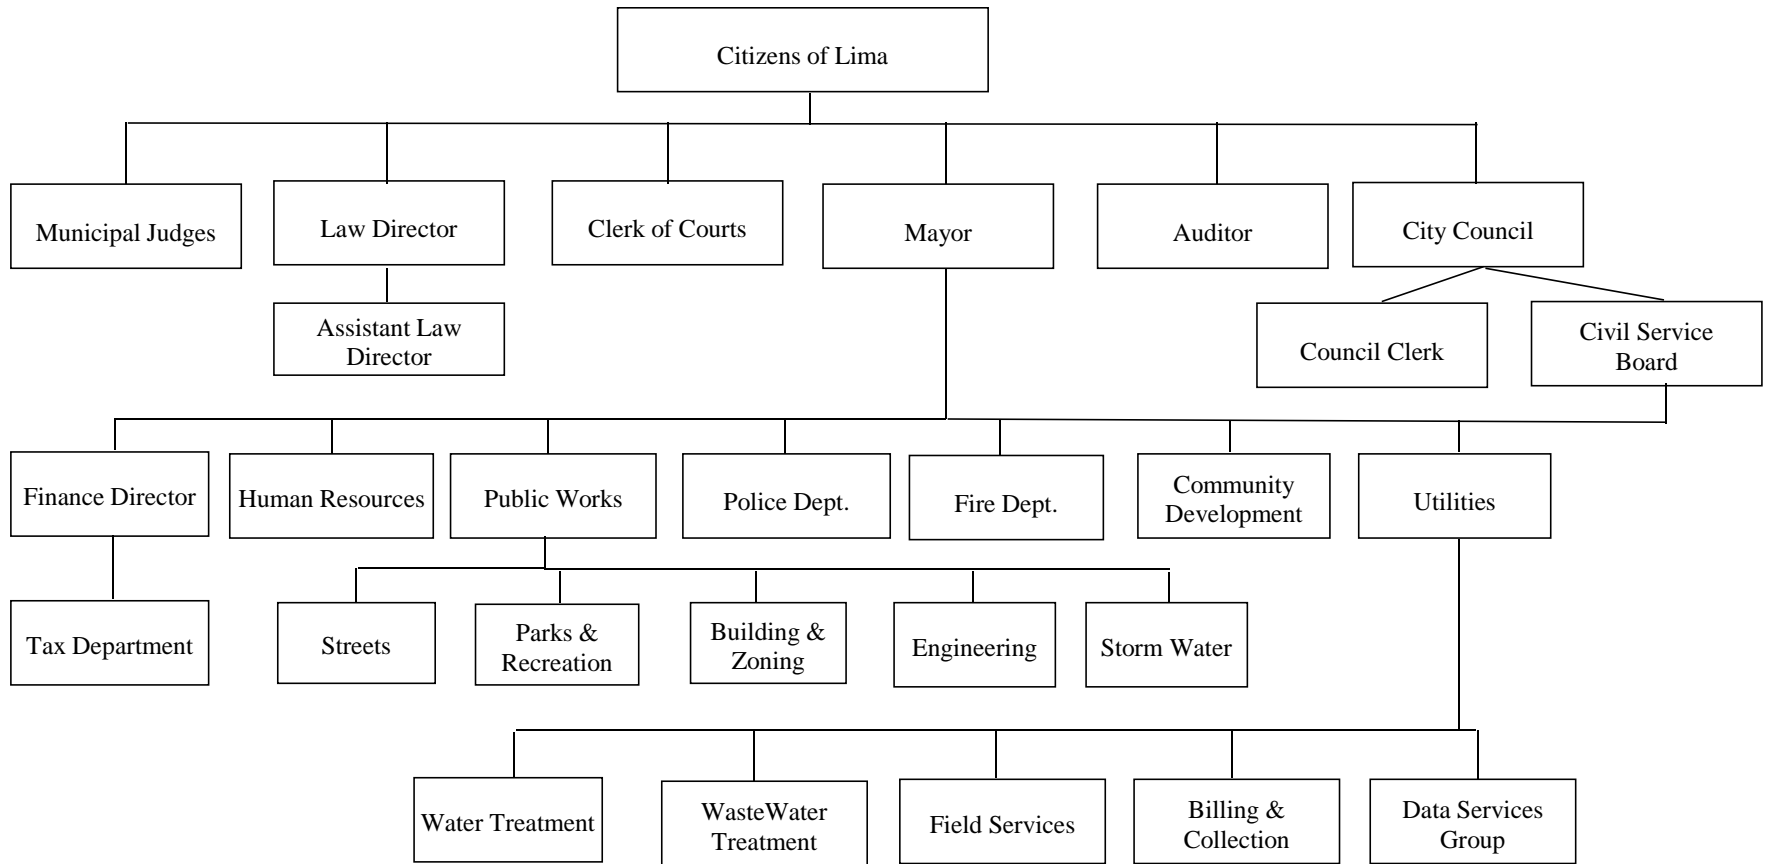 Citizens of Lima
Municipal Judges
Law Director
Clerk of Courts
Mayor
Auditor
City Council
Assistant Law
Director
Council Clerk
Civil Service
Board
Finance Director
Human Resources
Public Works
Police Dept.
Fire Dept.
Community
Development
Utilities
Tax Department
Streets
Parks &
Recreation
Building &
Zoning
Engineering
Storm Water
Water Treatment
WasteWater
Treatment
Field Services
Billing &
Collection
Data Services
Group